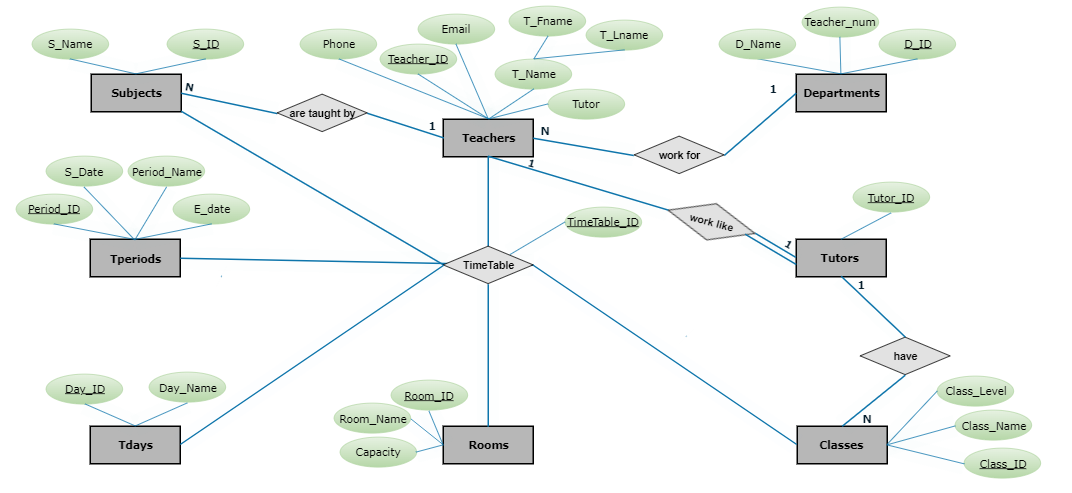 S_Name
S_ID
Subjects
N
are taught by
1
Phone
Teacher_ID
Email
T_Fname
T_Lname
T_Name
Tutor
Teachers
N
work for
1
D_Name
Teacher_num
D_ID
Departments
S_Date
Period_Name
Period_ID
E_date
Tperiods
TimeTable_ID
TimeTable
1
work like
1
Tutor_ID
Tutors
1
have
N
Day_ID
Day_Name
Tdays
Room_ID
Room_Name
Capacity
Rooms
Classes
Class_Level
Class_Name
Class_ID